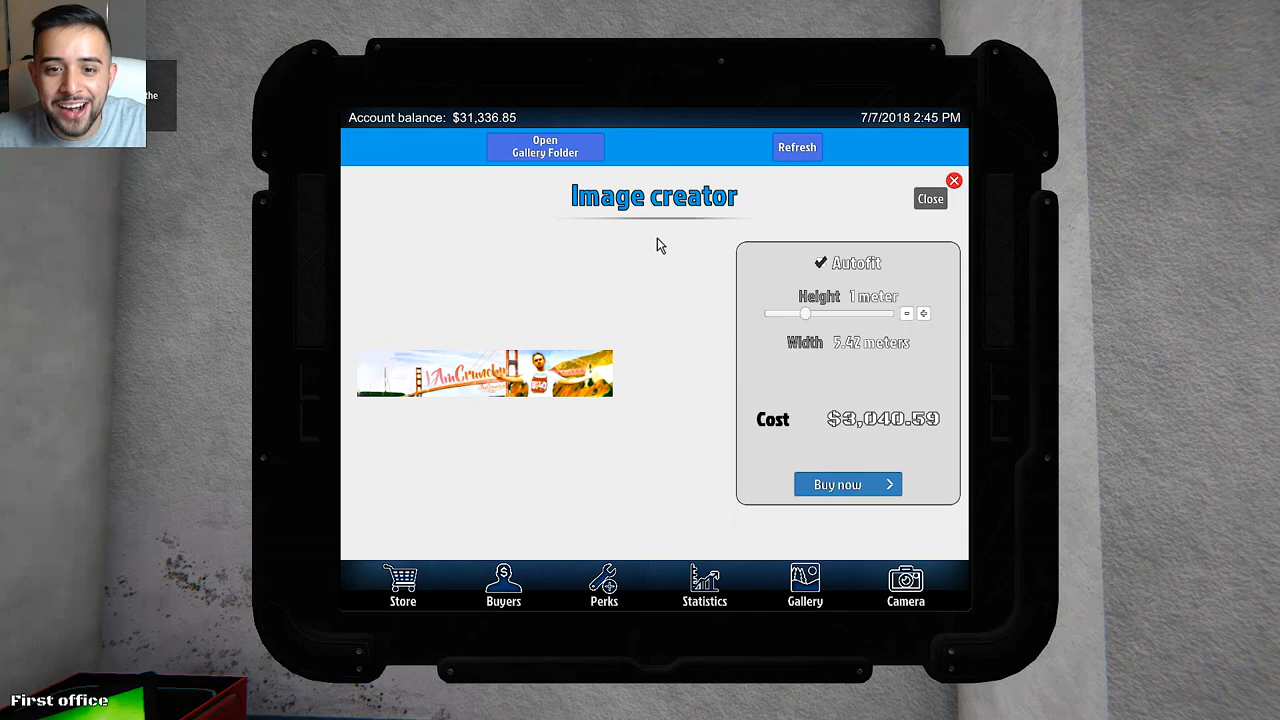 the
Account balance: $31,336.85
7/7/2018 2:45 PM
Open
Gallery Folder
Refresh
Image creator
Close
Autofit
Height 1 meter
Width 5.42 meters
IAmCrunchy
Cost $3,040.59
Buy now
Store
Buyers
Perks
Statistics
Gallery
Camera
First office